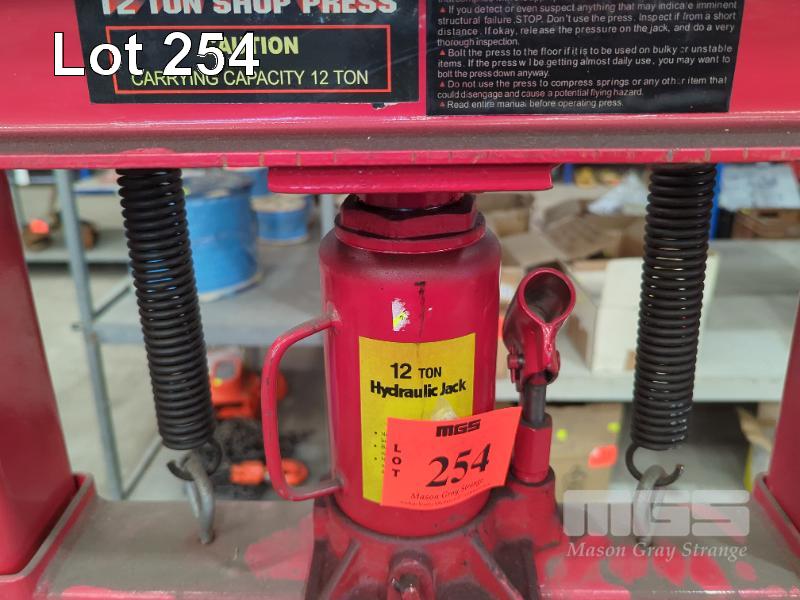 12 TON SHOP PRESS
CAUTION
CARRYING CAPACITY 12 TON
Lot 254
▲ If you detect or even suspect anything that may indicate imminent
structural failure, STOP. Don't use the press. Inspect if from a short
distance. If okay, release the pressure on the jack, and do a very
thorough inspection.
▲ Bolt the press to the floor if it is to be used on bulky or unstable
items. If the press will be getting almost daily use, you may want to
bolt the press down anyway.
▲ Do not use the press to compress springs or any other item that
could disengage and cause a potential flying hazard.
▲ Read entire manual before operating press.
12 TON
Hydraulic Jack
MGS
LOT
254
Mason Gray Strange
MGS
Mason Gray Strange